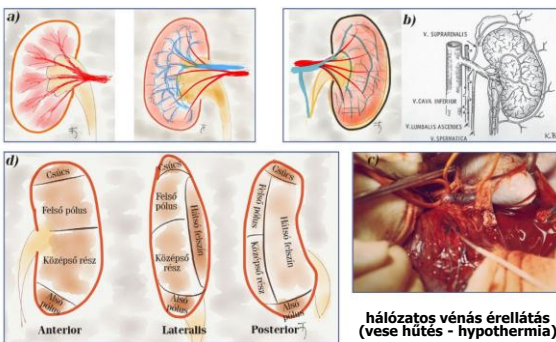 a)
b)
V. SUPRARENALIS
V.CAVA INFERIOR
V.LUMBALIS ASCEDENS
V.SPERMATICA
K.B
d)
Csúcs
Felső pólus
Középső rész
Alsó pólus
Anterior
Csúcs
Felső pólus
Hátsó felszín
Középső rész
Alsó pólus
Lateralis
Csúcs
Felső pólus
Hátsó felszín
Középső rész
Alsó pólus
Posterior
c)
hálózatos vénás érellátás
(vese hűtés - hypothermia)